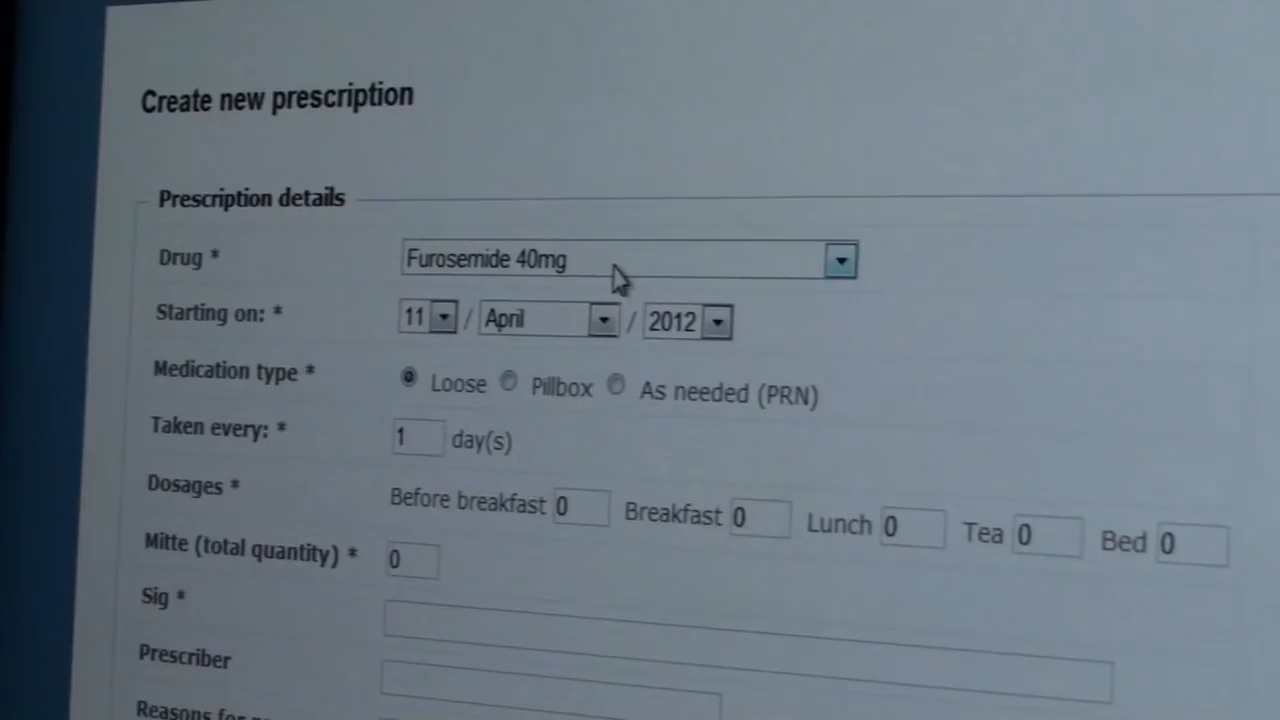 Create new prescription
Prescription details
Drug * Furosemide 40mg
Starting on: * 11 / April / 2012
Medication type * Loose Pillbox As needed (PRN)
Taken every: * 1 day(s)
Dosages * Before breakfast 0 Breakfast 0 Lunch 0 Tea 0 Bed 0
Mitte (total quantity) * 0
Sig *
Prescriber
Reasons for